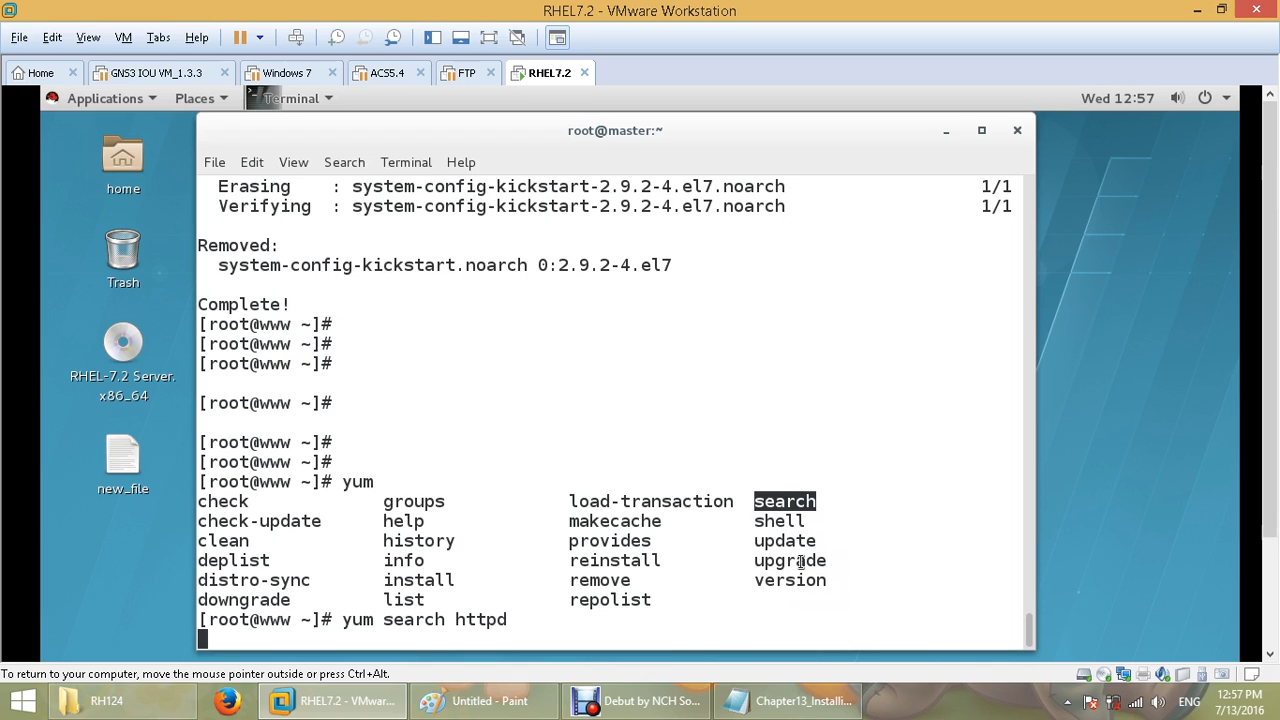 RHEL7.2 - VMware Workstation
File Edit View VM Tabs Help
Home GNS3 IOU VM_1.3.3 Windows 7 ACS5.4 FTP RHEL7.2
Applications Places Terminal Wed 12:57
root@master:~
File Edit View Search Terminal Help
home
Trash
RHEL-7.2 Server.
x86_64
new_file
Erasing : system-config-kickstart-2.9.2-4.el7.noarch 1/1
Verifying : system-config-kickstart-2.9.2-4.el7.noarch 1/1
Removed:
system-config-kickstart.noarch 0:2.9.2-4.el7
Complete!
[root@www ~]#
[root@www ~]#
[root@www ~]#
[root@www ~]#
[root@www ~]#
[root@www ~]#
[root@www ~]# yum
check groups load-transaction search
check-update help makecache shell
clean history provides update
deplist info reinstall upgrade
distro-sync install remove version
downgrade list repolist
[root@www ~]# yum search httpd
To return to your computer, move the mouse pointer outside or press Ctrl+Alt.
RH124 RHEL7.2 - VMwar... Untitled - Paint Debut by NCH So... Chapter13_Installi... ENG 12:57 PM
7/13/2016